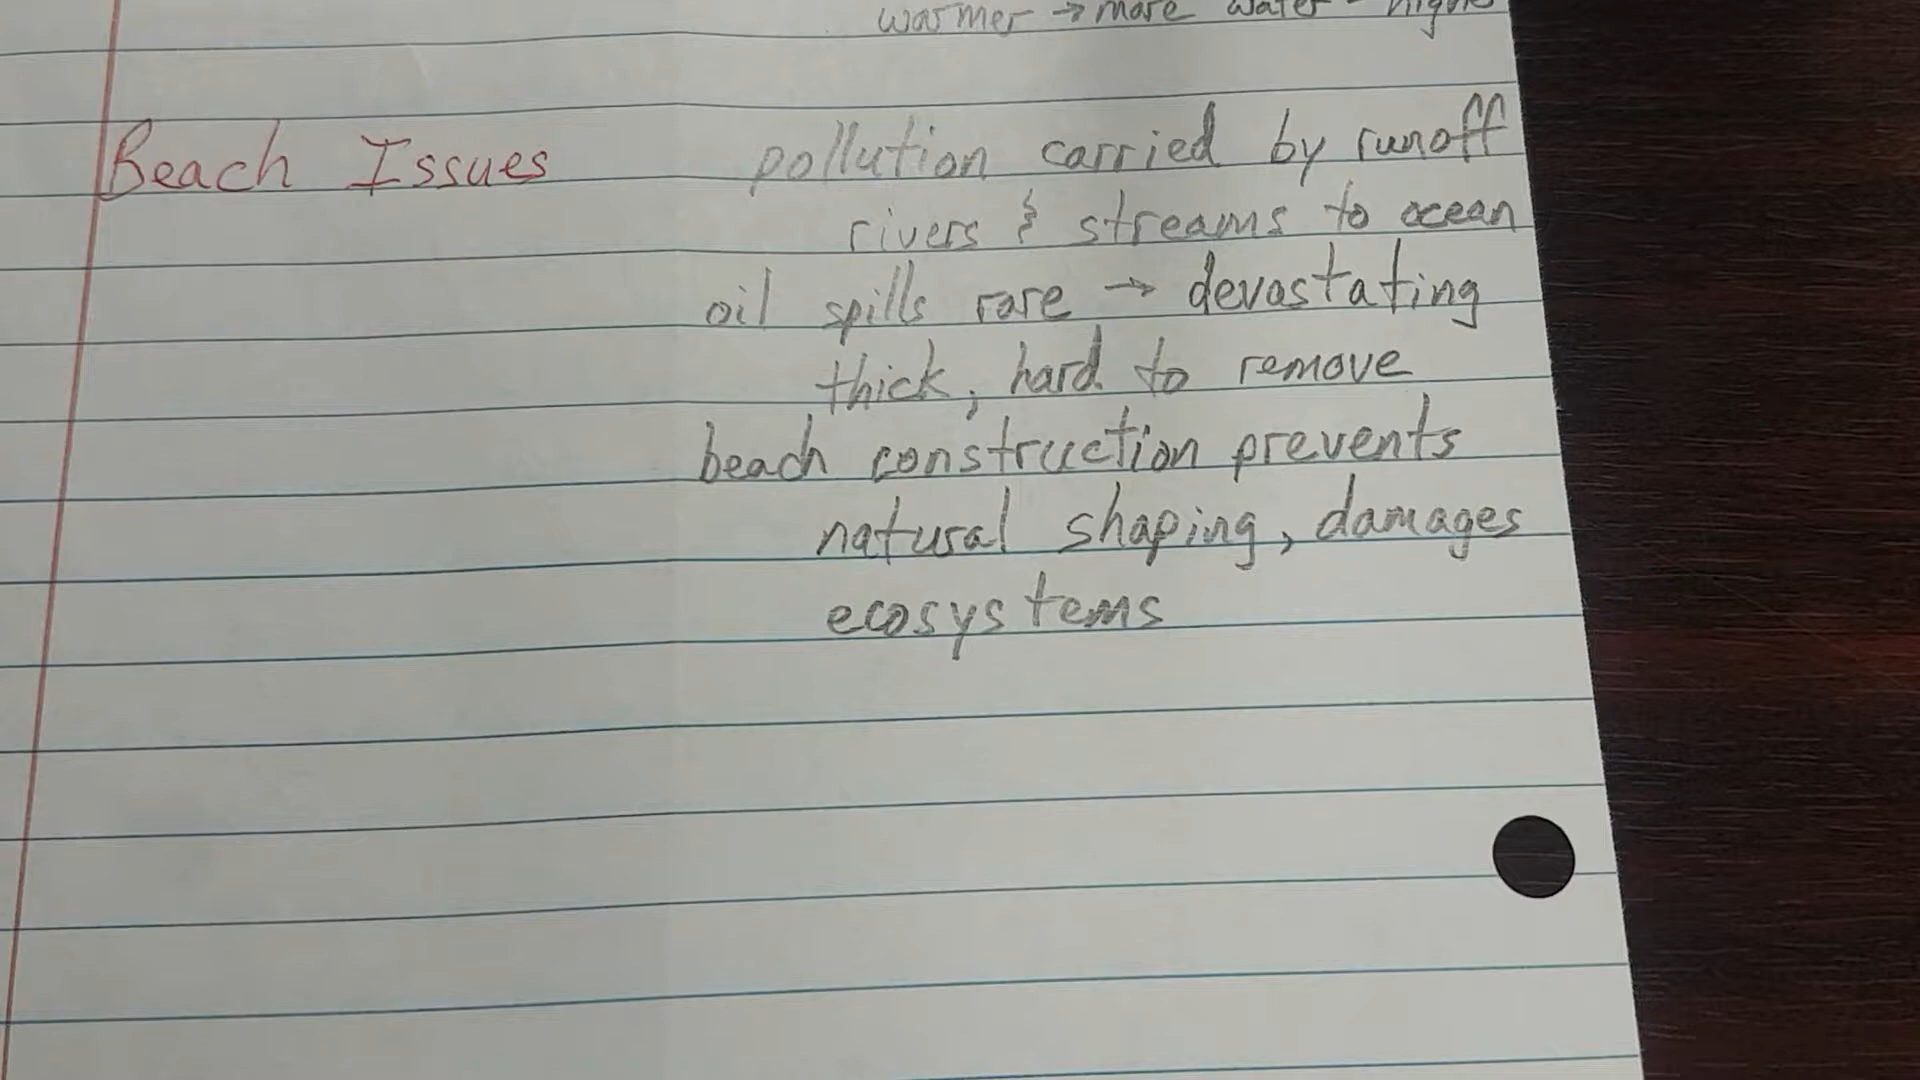 warmer → more water - highe
Beach Issues pollution carried by runoff
rivers & streams to ocean
oil spills rare → devastating
thick, hard to remove
beach construction prevents
natural shaping, damages
ecosystems